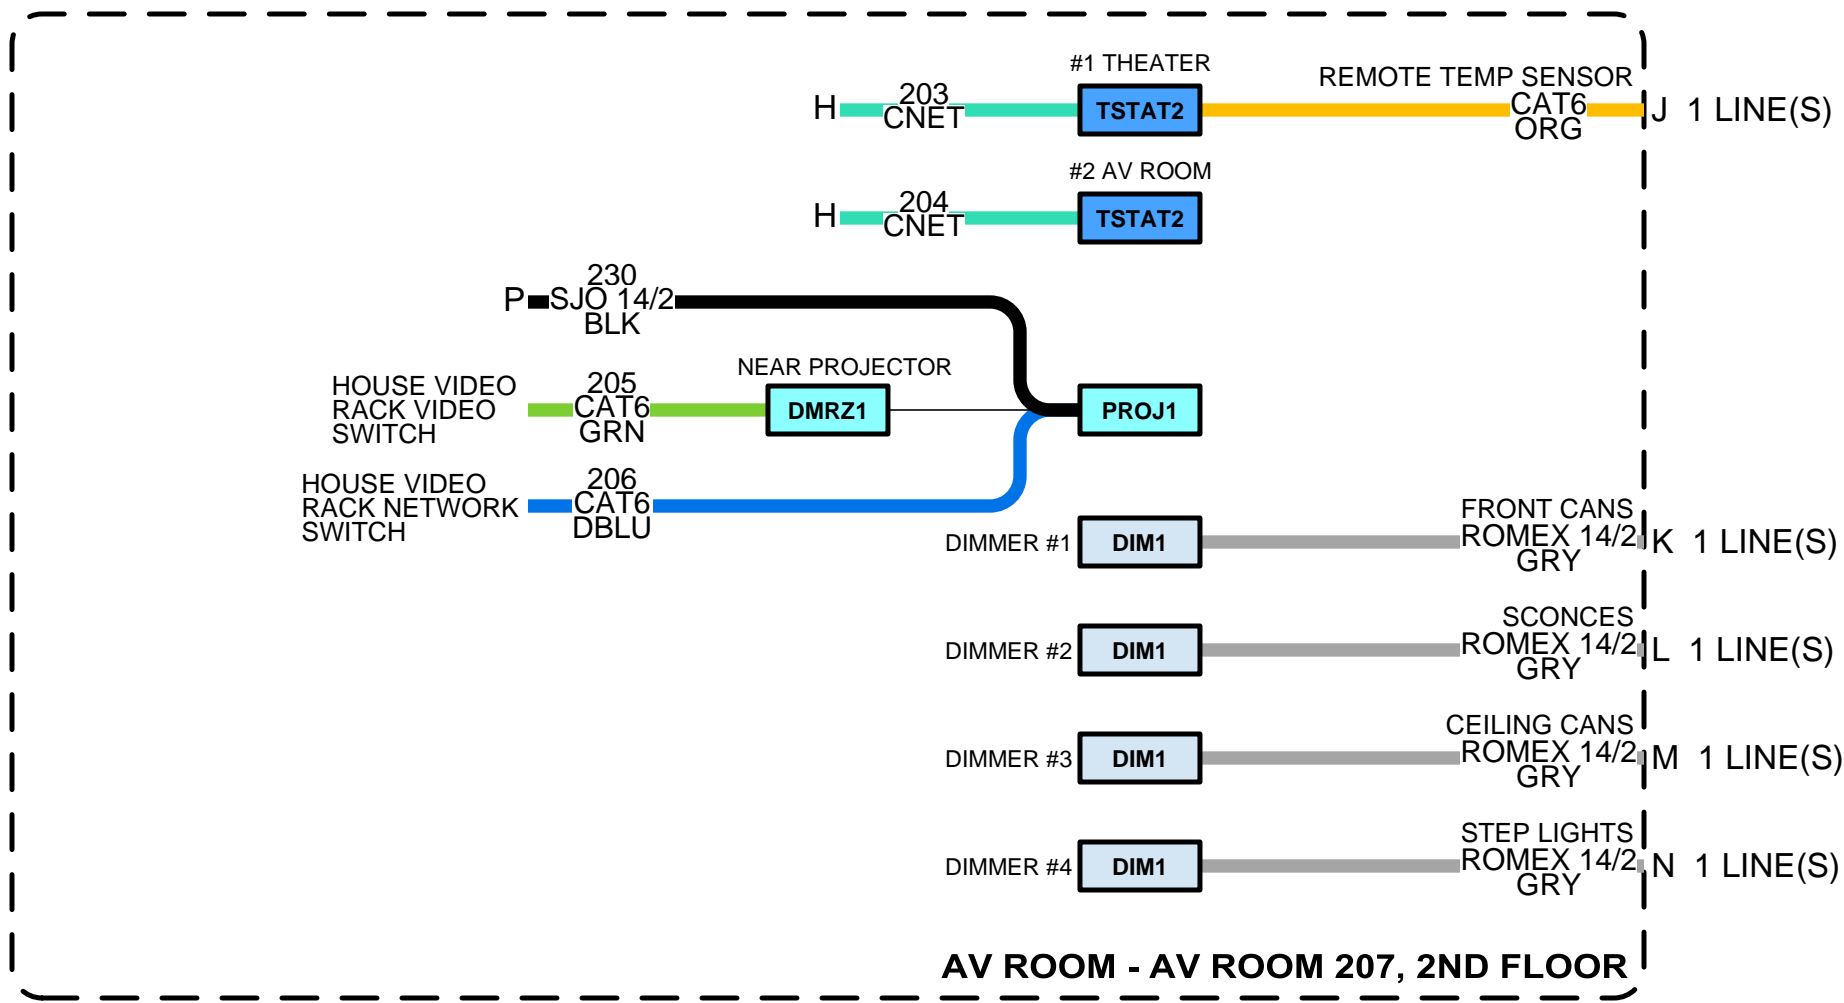 #1 THEATER
REMOTE TEMP SENSOR
H
203
CNET
TSTAT2
CAT6
ORG
J 1 LINE(S)
#2 AV ROOM
H
204
CNET
TSTAT2
P
230
SJO 14/2
BLK
NEAR PROJECTOR
HOUSE VIDEO
RACK VIDEO
SWITCH
205
CAT6
GRN
DMRZ1
PROJ1
HOUSE VIDEO
RACK NETWORK
SWITCH
206
CAT6
DBLU
DIMMER #1
DIM1
FRONT CANS
ROMEX 14/2
GRY
K 1 LINE(S)
DIMMER #2
DIM1
SCONCES
ROMEX 14/2
GRY
L 1 LINE(S)
DIMMER #3
DIM1
CEILING CANS
ROMEX 14/2
GRY
M 1 LINE(S)
DIMMER #4
DIM1
STEP LIGHTS
ROMEX 14/2
GRY
N 1 LINE(S)
AV ROOM - AV ROOM 207, 2ND FLOOR